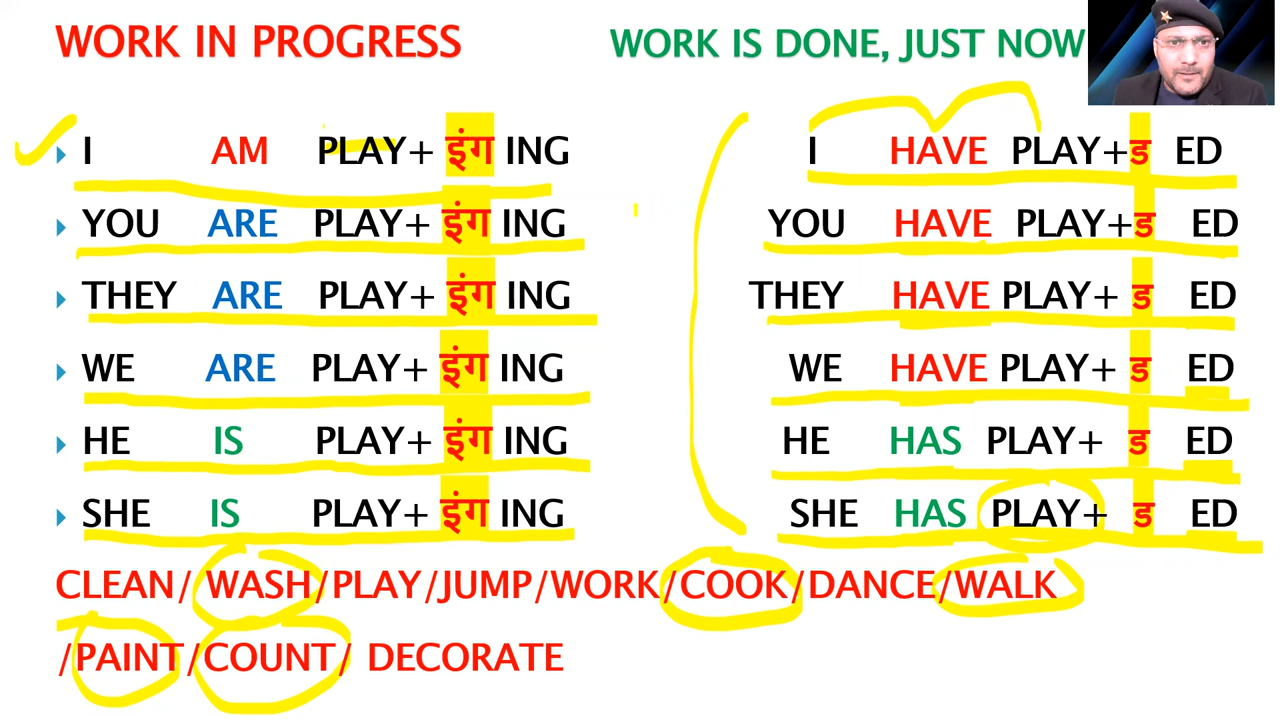 WORK IN PROGRESS
WORK IS DONE, JUST NOW
I AM PLAY+ इंग ING
YOU ARE PLAY+ इंग ING
THEY ARE PLAY+ इंग ING
WE ARE PLAY+ इंग ING
HE IS PLAY+ इंग ING
SHE IS PLAY+ इंग ING
I HAVE PLAY+ ड ED
YOU HAVE PLAY+ ड ED
THEY HAVE PLAY+ ड ED
WE HAVE PLAY+ ड ED
HE HAS PLAY+ ड ED
SHE HAS PLAY+ ड ED
CLEAN/ WASH/PLAY/JUMP/WORK/COOK/DANCE/WALK
/PAINT/COUNT/ DECORATE